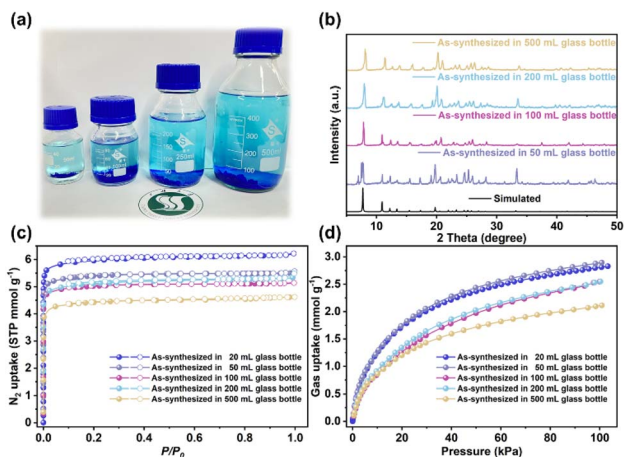 (a)
400
300
200
100
250ml
500ml
(b)
As-synthesized in 500 mL glass bottle
As-synthesized in 200 mL glass bottle
As-synthesized in 100 mL glass bottle
As-synthesized in 50 mL glass bottle
Simulated
Intensity (a.u.)
10 20 30 40 50
2 Theta (degree)
(c)
6
5
4
3
2
1
0
N2 uptake (STP mmol g-1)
As-synthesized in 20 mL glass bottle
As-synthesized in 50 mL glass bottle
As-synthesized in 100 mL glass bottle
As-synthesized in 200 mL glass bottle
As-synthesized in 500 mL glass bottle
0.0 0.2 0.4 0.6 0.8 1.0
P/P0
(d)
3.0
2.5
2.0
1.5
1.0
0.5
0.0
Gas uptake (mmol g-1)
As-synthesized in 20 mL glass bottle
As-synthesized in 50 mL glass bottle
As-synthesized in 100 mL glass bottle
As-synthesized in 200 mL glass bottle
As-synthesized in 500 mL glass bottle
0 20 40 60 80 100
Pressure (kPa)